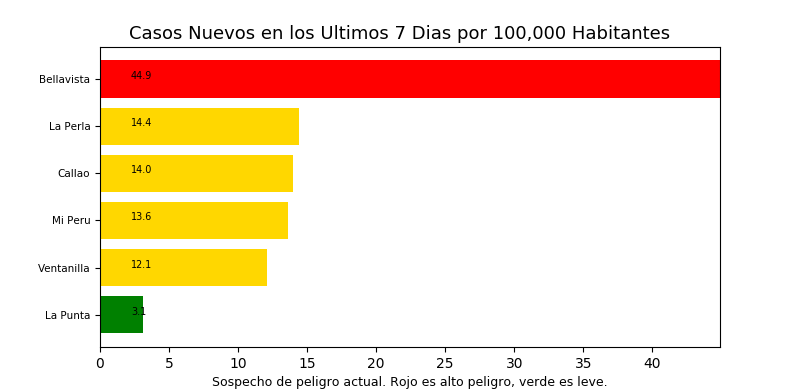 Casos Nuevos en los Ultimos 7 Dias por 100,000 Habitantes
Bellavista 44.9
La Perla 14.4
Callao 14.0
Mi Peru 13.6
Ventanilla 12.1
La Punta 3.1
0 5 10 15 20 25 30 35 40
Sospecho de peligro actual. Rojo es alto peligro, verde es leve.